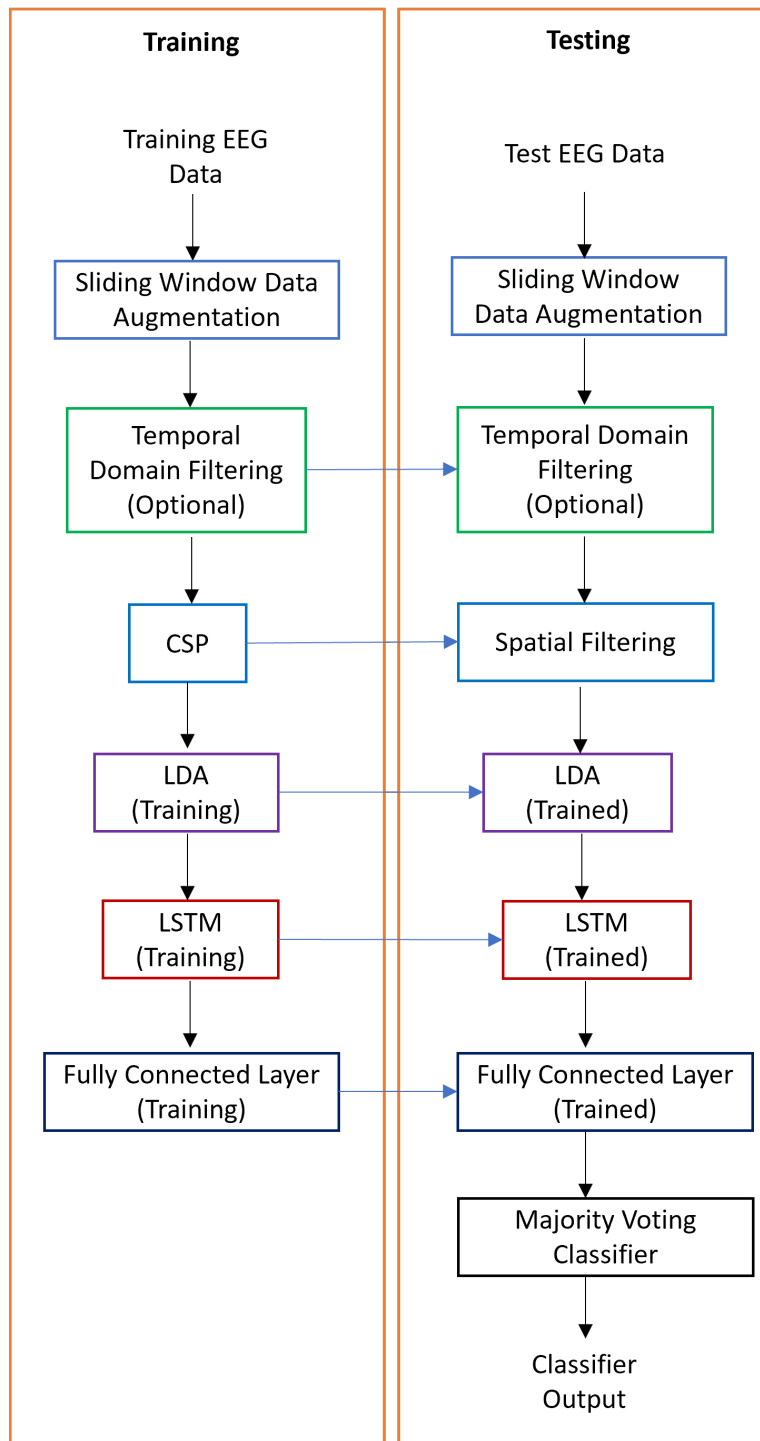 Training
Training EEG
Data
Sliding Window Data
Augmentation
Temporal
Domain Filtering
(Optional)
CSP
LDA
(Training)
LSTM
(Training)
Fully Connected Layer
(Training)
Testing
Test EEG Data
Sliding Window
Data Augmentation
Temporal Domain
Filtering
(Optional)
Spatial Filtering
LDA
(Trained)
LSTM
(Trained)
Fully Connected Layer
(Trained)
Majority Voting
Classifier
Classifier
Output